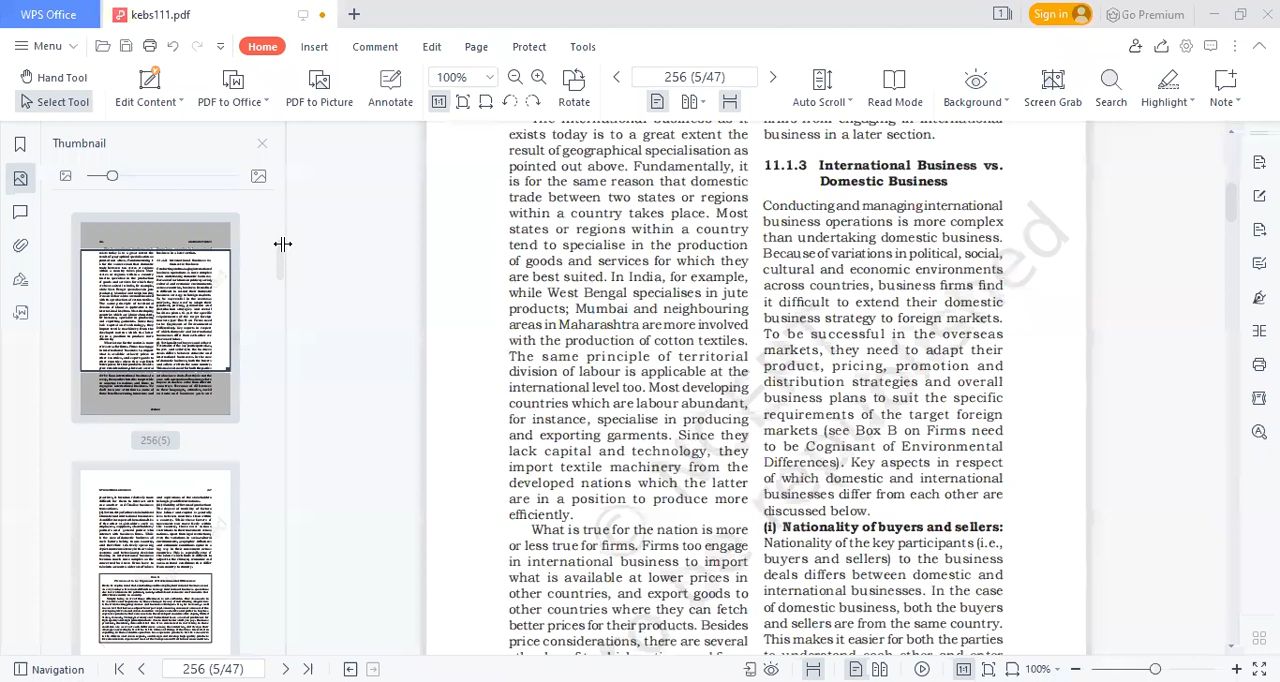 WPS Office
kebs111.pdf
1
Sign in
Go Premium
Menu
Home
Insert
Comment
Edit
Page
Protect
Tools
Hand Tool
Select Tool
Edit Content
PDF to Office
PDF to Picture
Annotate
100%
256 (5/47)
Rotate
Auto Scroll
Read Mode
Background
Screen Grab
Search
Highlight
Note
Thumbnail
256(5)
exists today is to a great extent the
result of geographical specialisation as
pointed out above. Fundamentally, it
is for the same reason that domestic
trade between two states or regions
within a country takes place. Most
states or regions within a country
tend to specialise in the production
of goods and services for which they
are best suited. In India, for example,
while West Bengal specialises in jute
products; Mumbai and neighbouring
areas in Maharashtra are more involved
with the production of cotton textiles.
The same principle of territorial
division of labour is applicable at the
international level too. Most developing
countries which are labour abundant,
for instance, specialise in producing
and exporting garments. Since they
lack capital and technology, they
import textile machinery from the
developed nations which the latter
are in a position to produce more
efficiently.
What is true for the nation is more
or less true for firms. Firms too engage
in international business to import
what is available at lower prices in
other countries, and export goods to
other countries where they can fetch
better prices for their products. Besides
price considerations, there are several
business in a later section.
11.1.3 International Business vs.
Domestic Business
Conducting and managing international
business operations is more complex
than undertaking domestic business.
Because of variations in political, social,
cultural and economic environments
across countries, business firms find
it difficult to extend their domestic
business strategy to foreign markets.
To be successful in the overseas
markets, they need to adapt their
product, pricing, promotion and
distribution strategies and overall
business plans to suit the specific
requirements of the target foreign
markets (see Box B on Firms need
to be Cognisant of Environmental
Differences). Key aspects in respect
of which domestic and international
businesses differ from each other are
discussed below.
(i) Nationality of buyers and sellers:
Nationality of the key participants (i.e.,
buyers and sellers) to the business
deals differs between domestic and
international businesses. In the case
of domestic business, both the buyers
and sellers are from the same country.
This makes it easier for both the parties
Navigation
256 (5/47)
100%